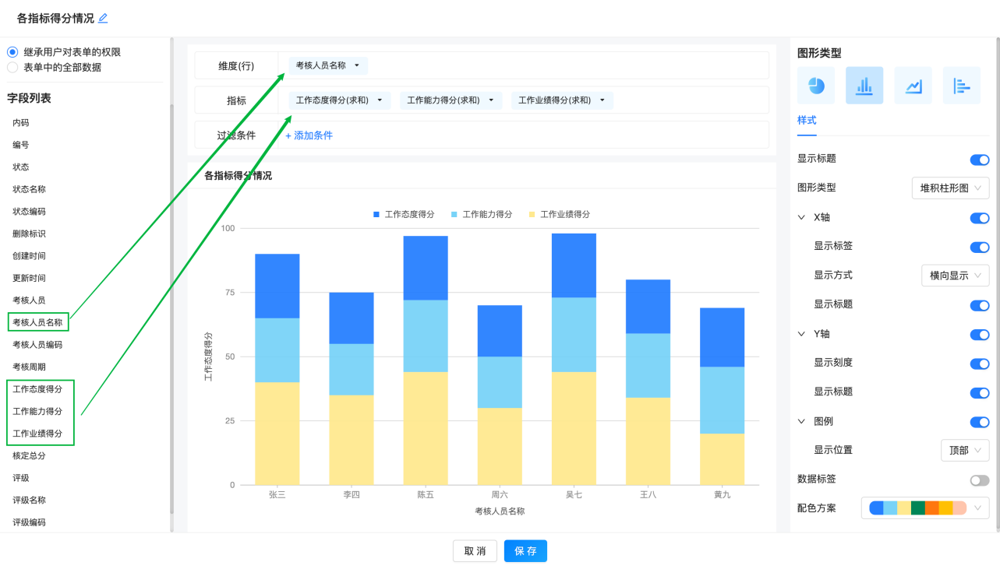 各指标得分情况
继承用户对表单的权限
表单中的全部数据
字段列表
内码
编号
状态
状态名称
状态编码
删除标识
创建时间
更新时间
考核人员
考核人员名称
考核人员编码
考核周期
工作态度得分
工作能力得分
工作业绩得分
核定总分
评级
评级名称
评级编码
维度(行) 考核人员名称
指标 工作态度得分(求和) 工作能力得分(求和) 工作业绩得分(求和)
过滤条件 + 添加条件
各指标得分情况
工作态度得分 工作能力得分 工作业绩得分
100
75
50
25
0
工作态度得分
张三 李四 陈五 周六 吴七 王八 黄九
考核人员名称
图形类型
样式
显示标题
图形类型 堆积柱形图
X轴
显示标签
显示方式 横向显示
显示标题
Y轴
显示刻度
显示标题
图例
显示位置 顶部
数据标签
配色方案
取 消 保 存